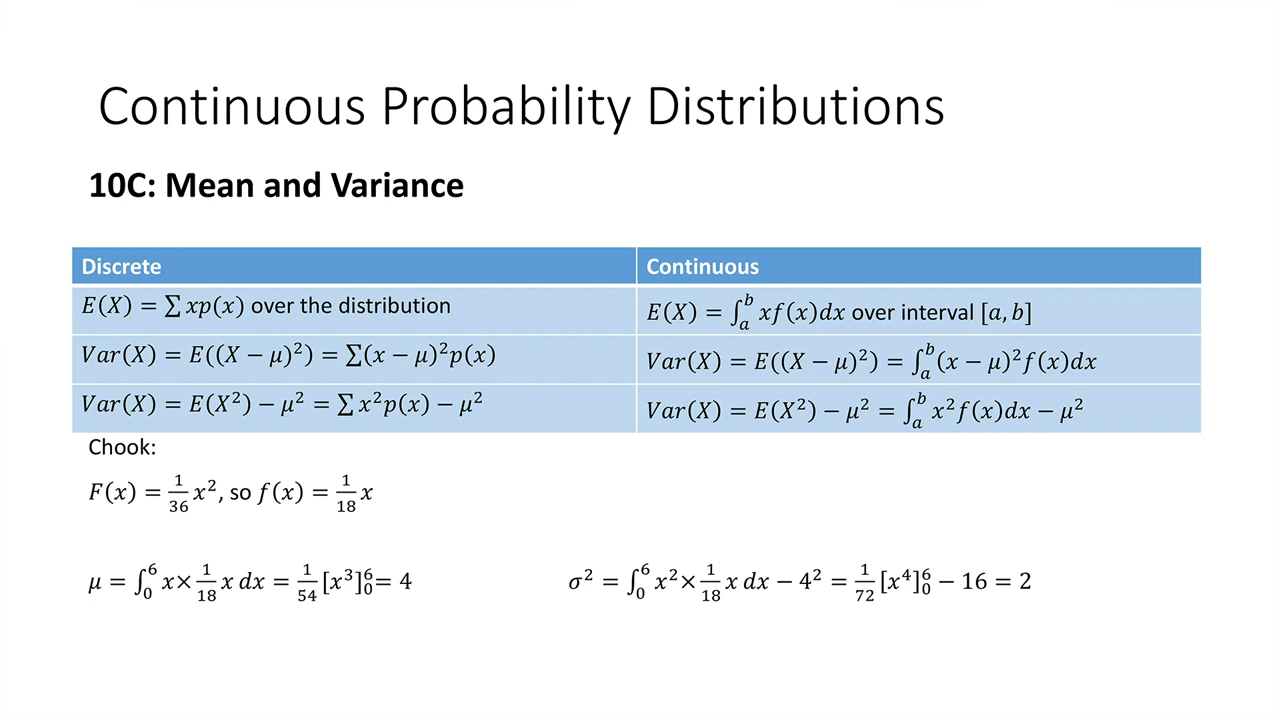 Continuous Probability Distributions
10C: Mean and Variance
Discrete
Continuous
E(X) = ∑ xp(x) over the distribution
E(X) = ∫ₐᵇ xf(x)dx over interval [a, b]
Var(X) = E((X − μ)²) = ∑(x − μ)²p(x)
Var(X) = E((X − μ)²) = ∫ₐᵇ (x − μ)²f(x)dx
Var(X) = E(X²) − μ² = ∑ x²p(x) − μ²
Var(X) = E(X²) − μ² = ∫ₐᵇ x²f(x)dx − μ²
Chook:
F(x) = 1/36 x², so f(x) = 1/18 x
μ = ∫₀⁶ x× 1/18 x dx = 1/54 [x³]₀⁶= 4
σ² = ∫₀⁶ x²× 1/18 x dx − 4² = 1/72 [x⁴]₀⁶ − 16 = 2